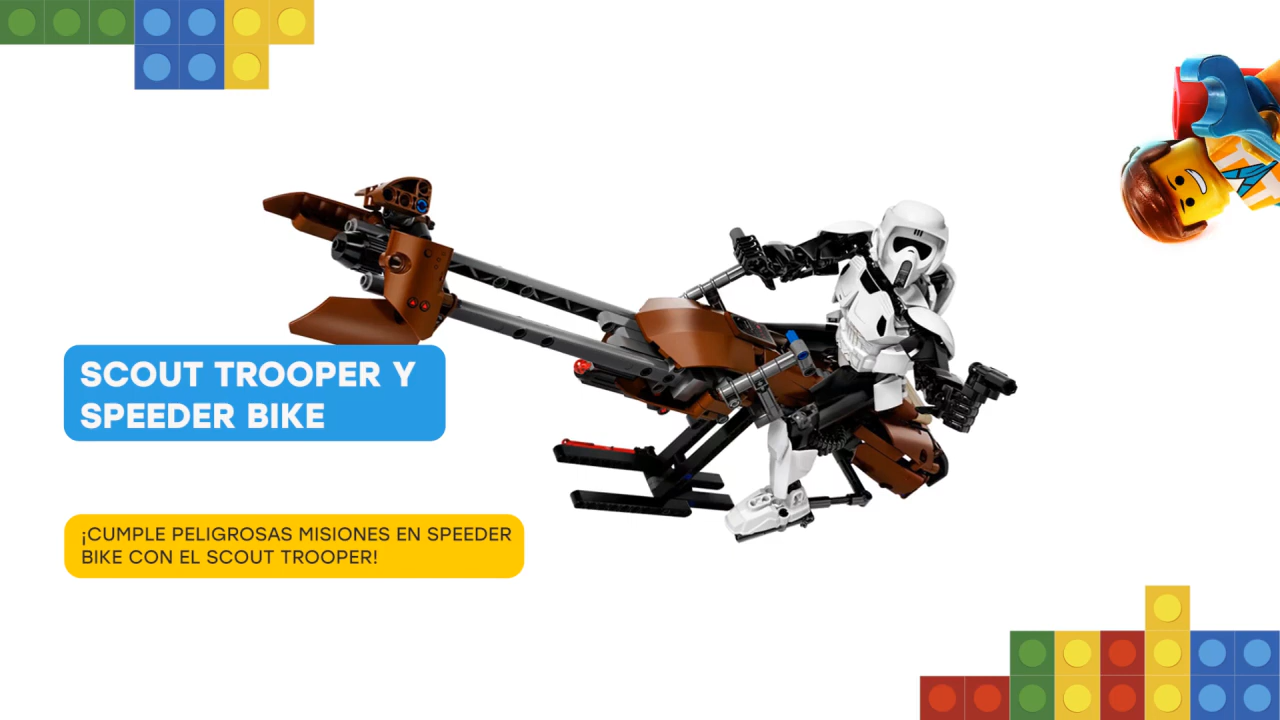 SCOUT TROOPER Y
SPEEDER BIKE
¡CUMPLE PELIGROSAS MISIONES EN SPEEDER
BIKE CON EL SCOUT TROOPER!